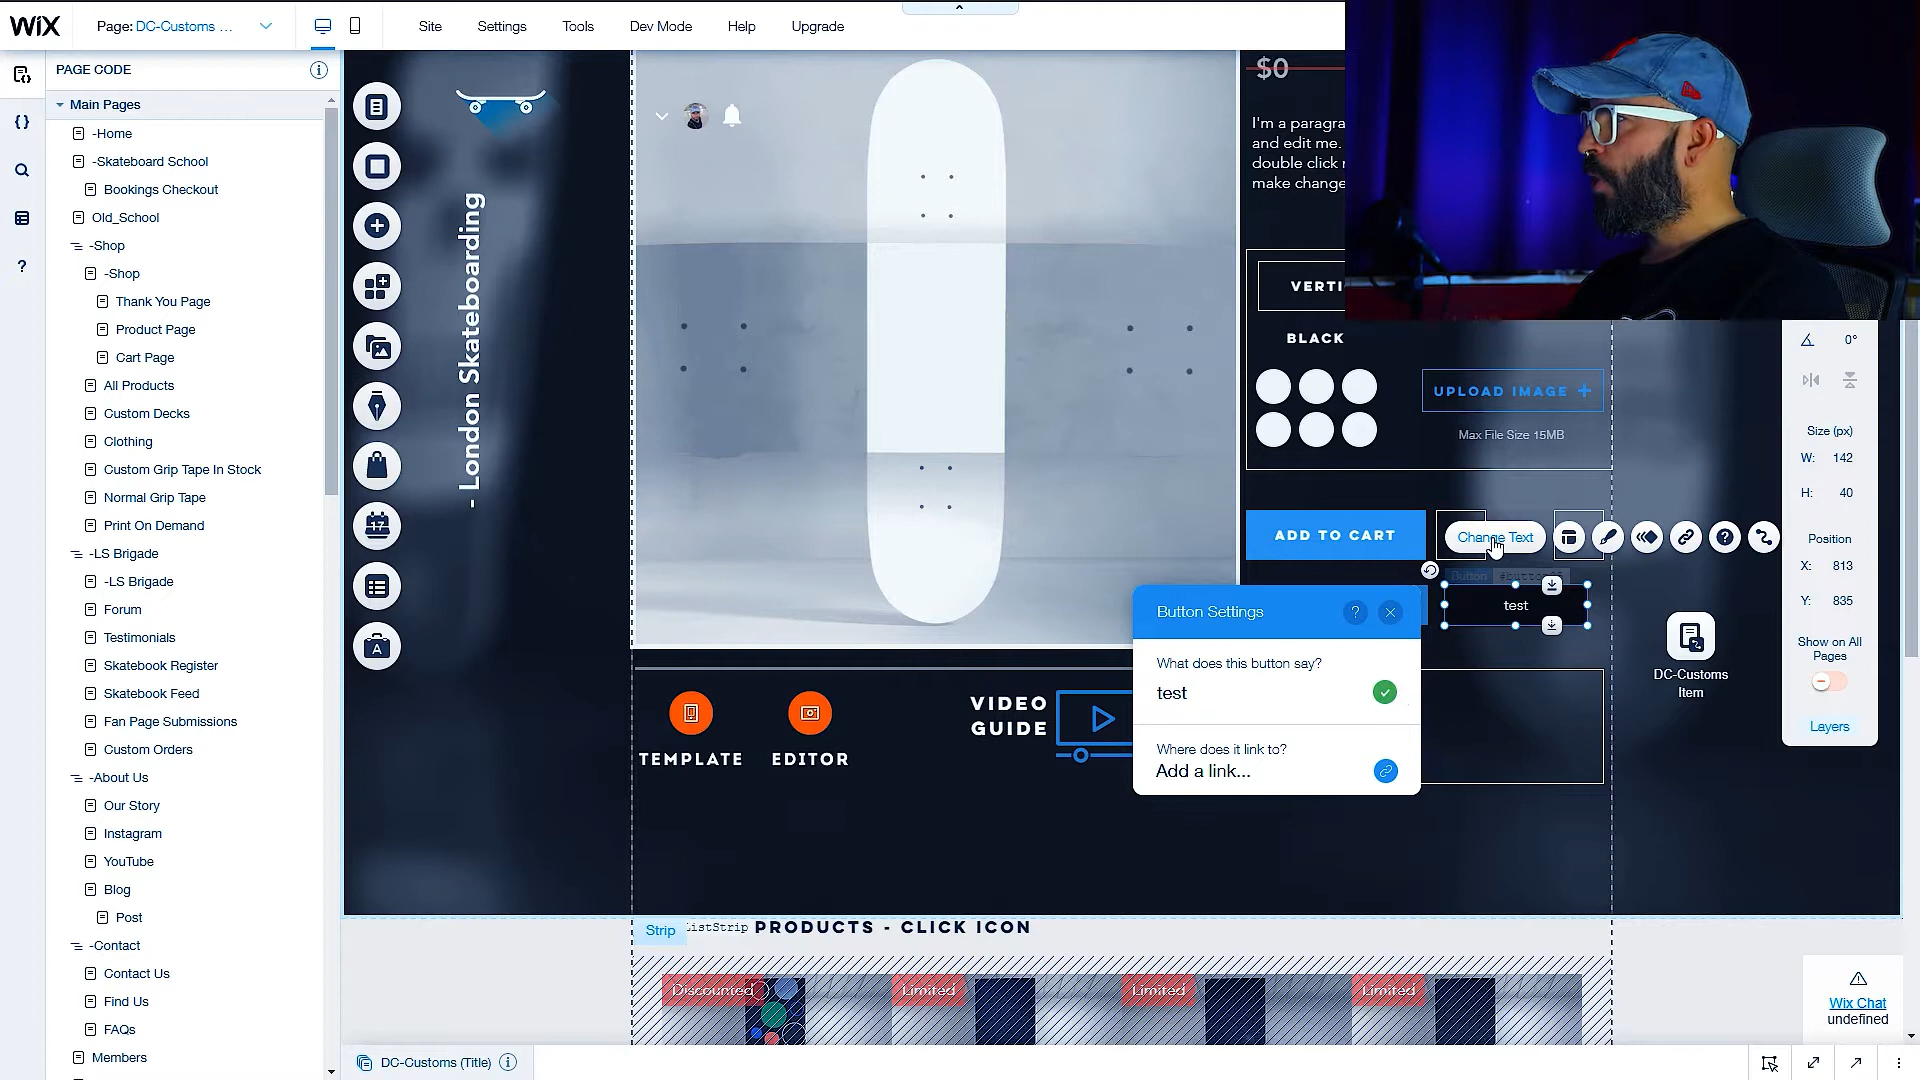 WiX
Page: DC-Customs ...
Site
Settings
Tools
Dev Mode
Help
Upgrade
PAGE CODE
Main Pages
-Home
-Skateboard School
Bookings Checkout
Old_School
-Shop
-Shop
Thank You Page
Product Page
Cart Page
All Products
Custom Decks
Clothing
Custom Grip Tape In Stock
Normal Grip Tape
Print On Demand
-LS Brigade
-LS Brigade
Forum
Testimonials
Skatebook Register
Skatebook Feed
Fan Page Submissions
Custom Orders
-About Us
Our Story
Instagram
YouTube
Blog
Post
-Contact
Contact Us
Find Us
FAQs
Members
- London Skateboarding
17
A
$0
I'm a paragra
and edit me.
double click
make change
VERTI
BLACK
UPLOAD IMAGE +
Max File Size 15MB
ADD TO CART
Change Text
Button
test
Button Settings
What does this button say?
test
Where does it link to?
Add a link...
TEMPLATE
EDITOR
VIDEO
GUIDE
DC-Customs
Item
0°
Size (px)
W: 142
H: 40
Position
X: 813
Y: 835
Show on All
Pages
Layers
Strip
listStrip
PRODUCTS - CLICK ICON
Discounted
Limited
Limited
Limited
Wix Chat
undefined
DC-Customs (Title)